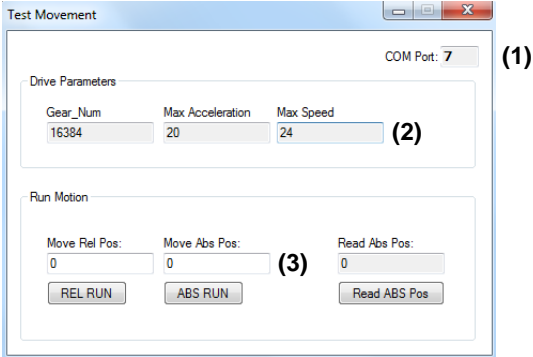 Test Movement
COM Port: 7 (1)
Drive Parameters
Gear_Num Max Acceleration Max Speed
16384 20 24 (2)
Run Motion
Move Rel Pos: Move Abs Pos: Read Abs Pos:
0 0 (3) 0
REL RUN ABS RUN Read ABS Pos